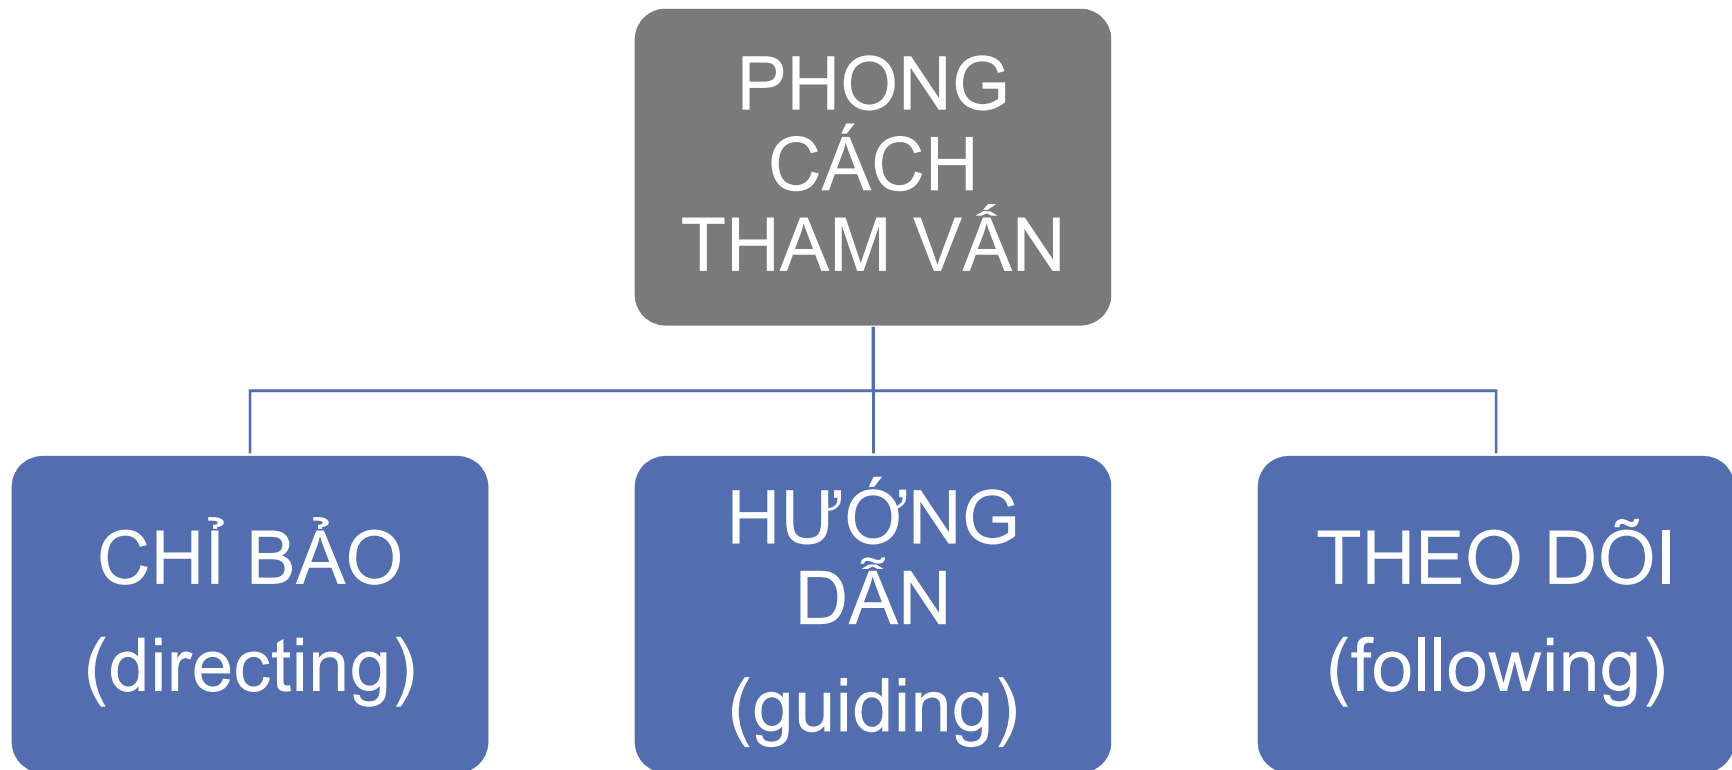 PHONG
CÁCH
THAM VẤN
CHỈ BẢO
(directing)
HƯỚNG
DẪN
(guiding)
THEO DÕI
(following)